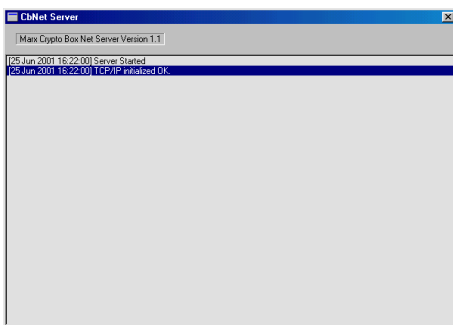 CbNet Server
Marx Crypto Box Net Server Version 1.1
[25 Jun 2001 16:22:00] Server Started
[25 Jun 2001 16:22:00] TCP/IP initialized OK.